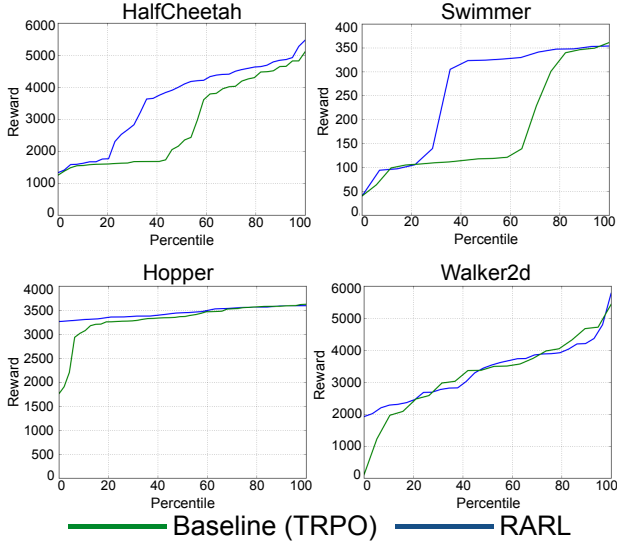 HalfCheetah
6000
5000
4000
3000
2000
1000
0
Reward
0 20 40 60 80 100
Percentile
Swimmer
400
350
300
250
200
150
100
50
0
Reward
0 20 40 60 80 100
Percentile
Hopper
4000
3500
3000
2500
2000
1500
1000
500
0
Reward
0 20 40 60 80 100
Percentile
Walker2d
6000
5000
4000
3000
2000
1000
0
Reward
0 20 40 60 80 100
Percentile
Baseline (TRPO) RARL